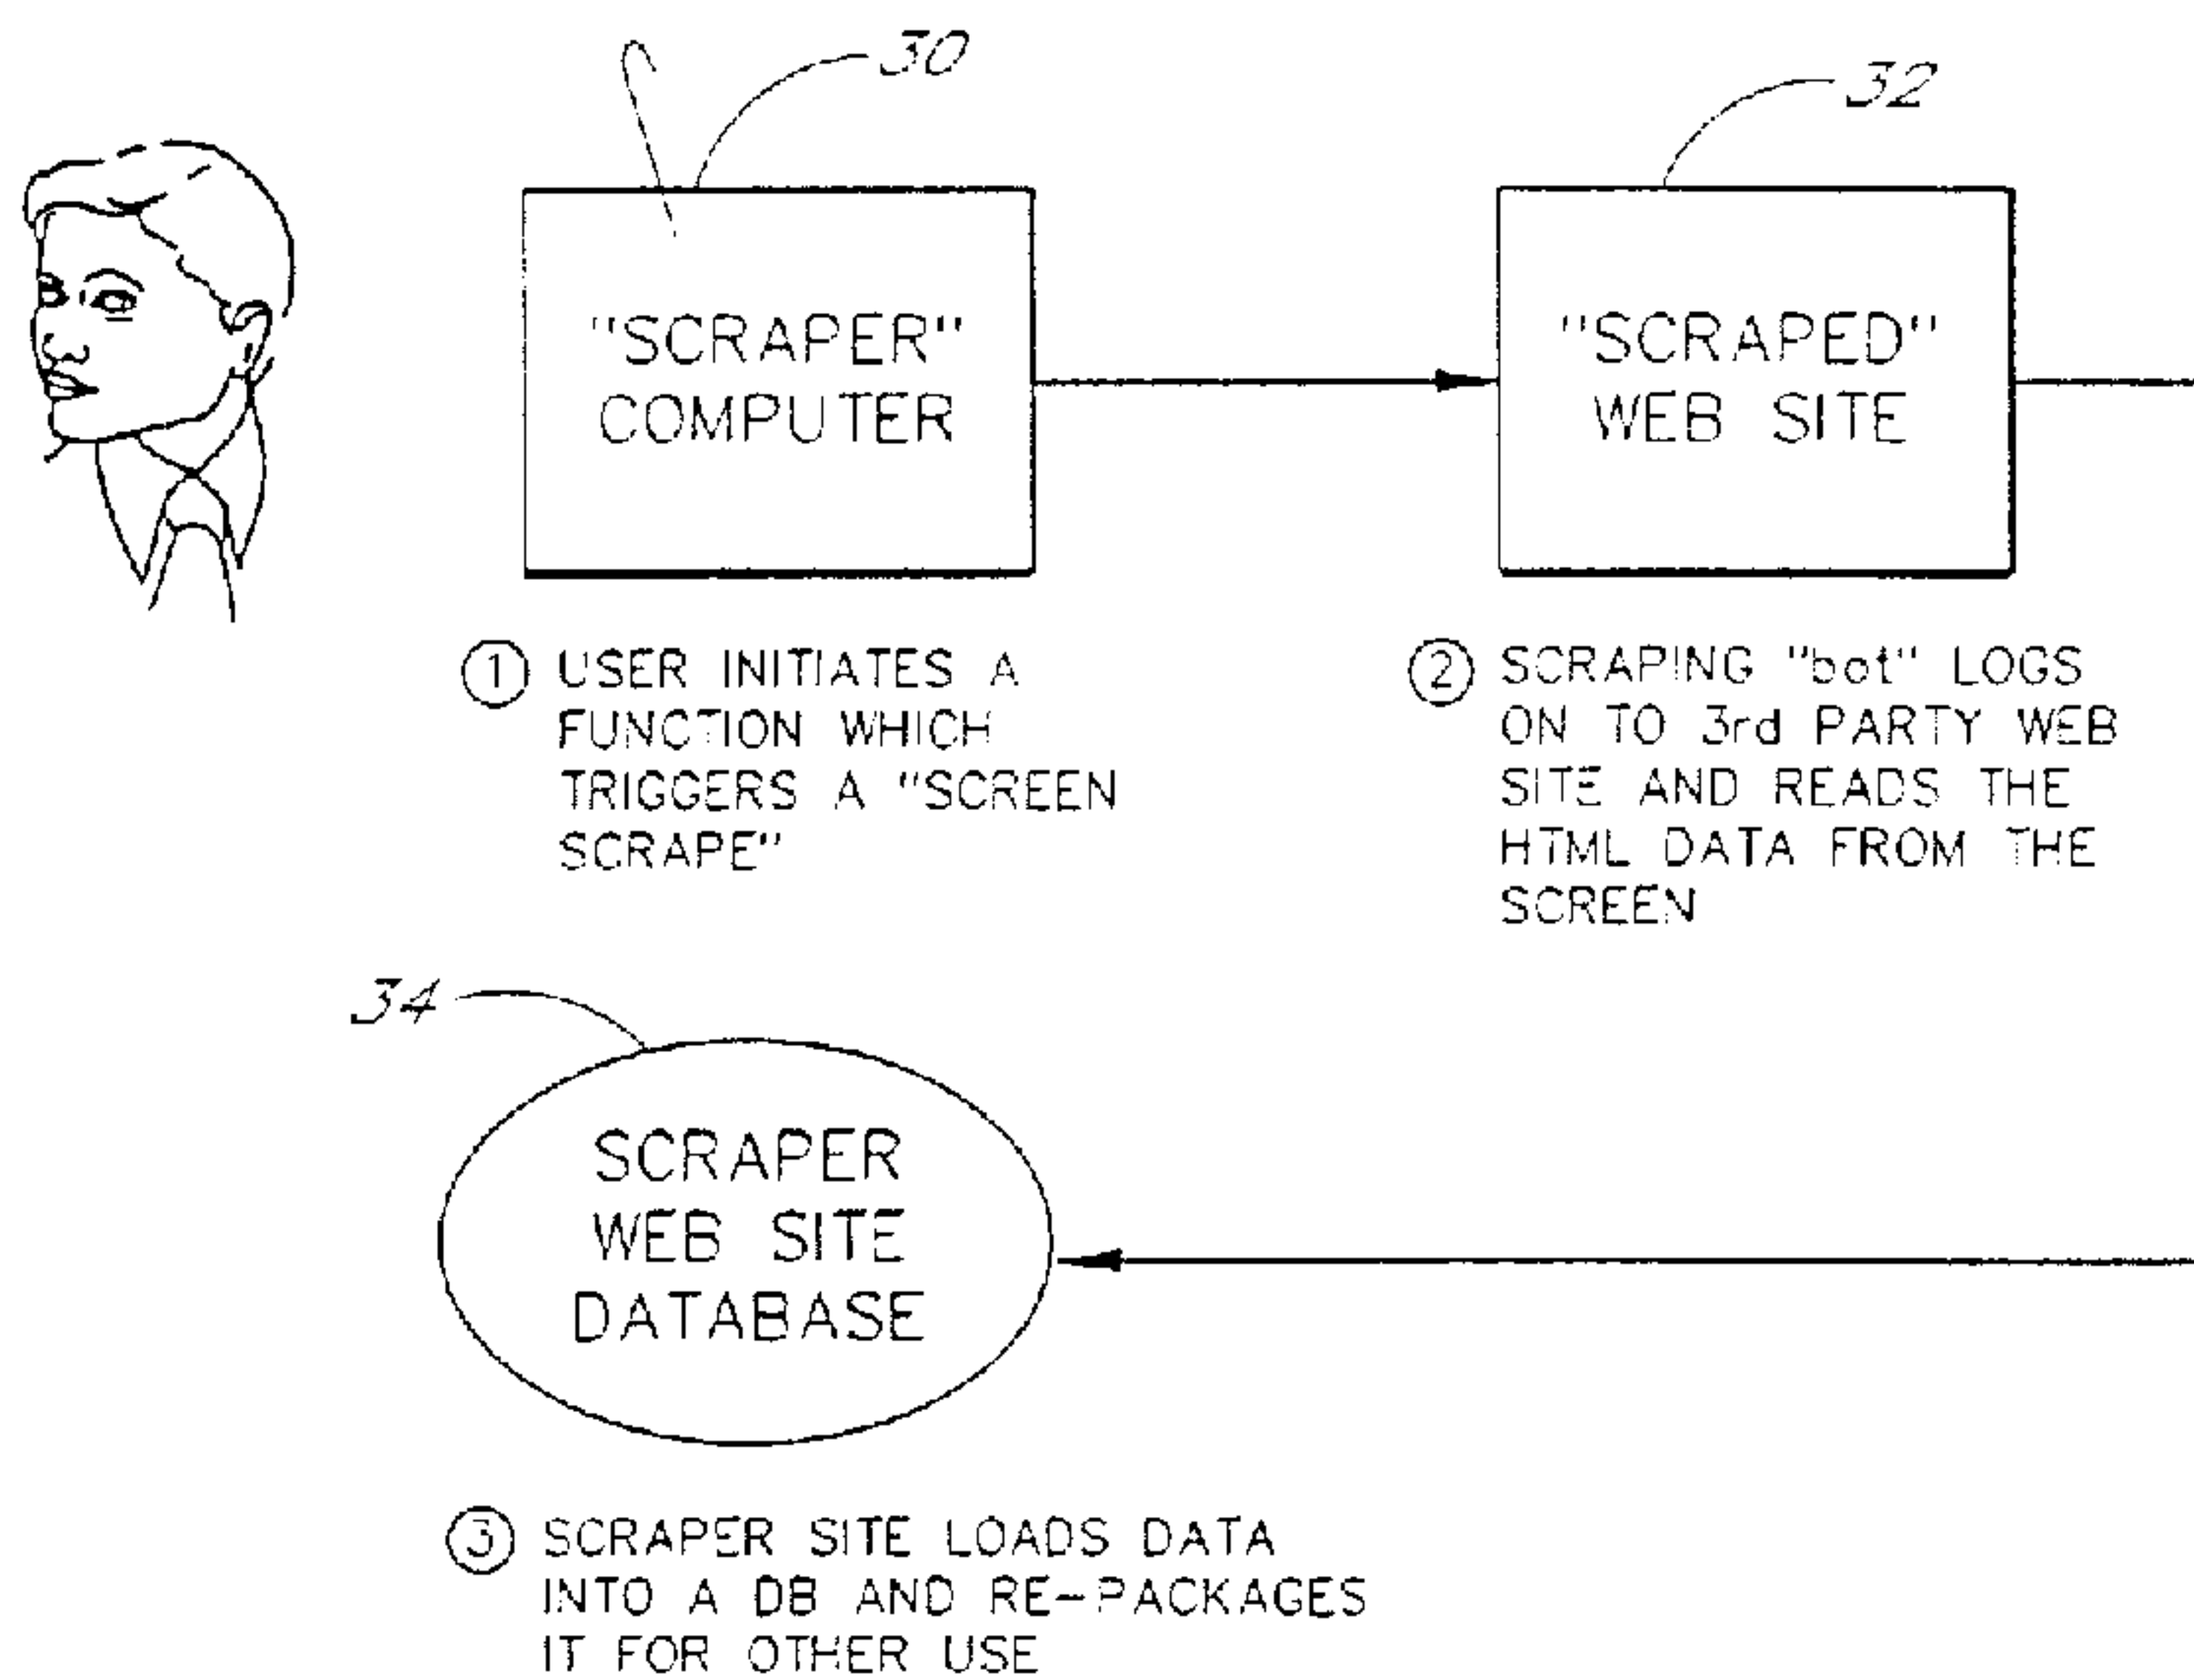 30
32
"SCRAPER"
COMPUTER
"SCRAPED"
WEB SITE
1 USER INITIATES A
FUNCTION WHICH
TRIGGERS A "SCREEN
SCRAPE"
2 SCRAPING "bot" LOGS
ON TO 3rd PARTY WEB
SITE AND READS THE
HTML DATA FROM THE
SCREEN
34
SCRAPER
WEB SITE
DATABASE
3 SCRAPER SITE LOADS DATA
INTO A DB AND RE-PACKAGES
IT FOR OTHER USE